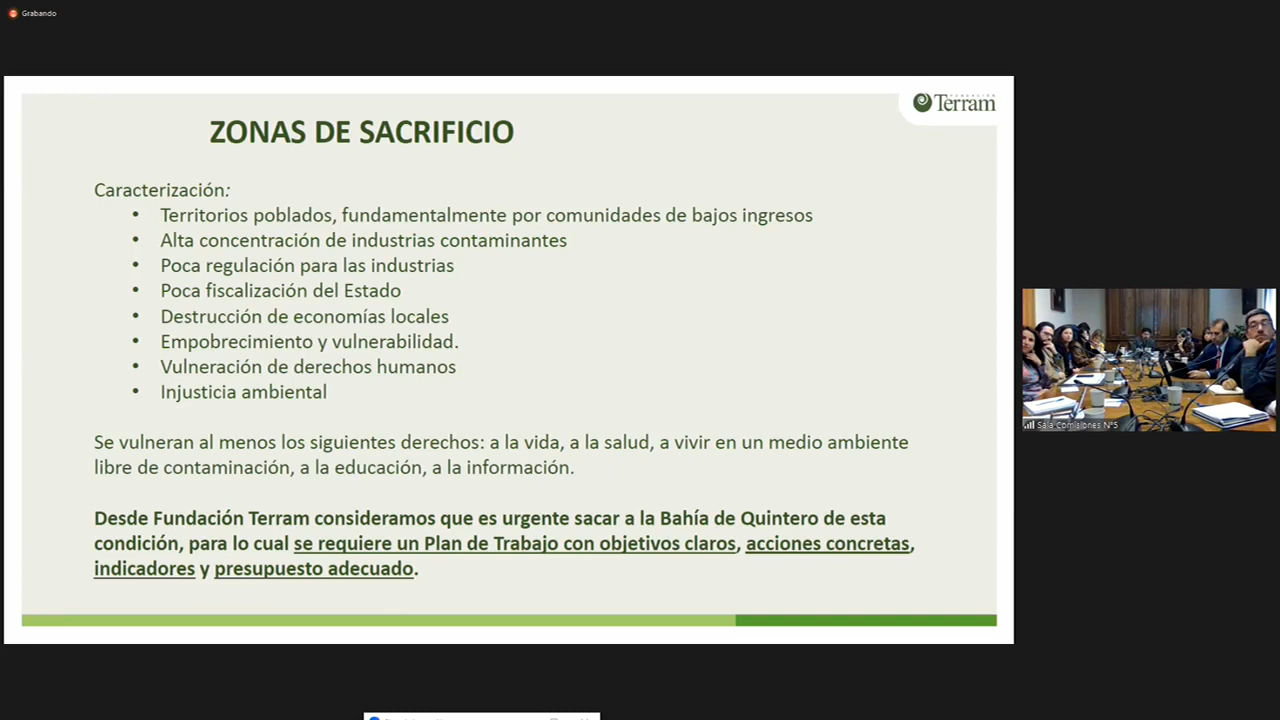 Grabando
FUNDACIÓN
Terram
ZONAS DE SACRIFICIO
Caracterización:
• Territorios poblados, fundamentalmente por comunidades de bajos ingresos
• Alta concentración de industrias contaminantes
• Poca regulación para las industrias
• Poca fiscalización del Estado
• Destrucción de economías locales
• Empobrecimiento y vulnerabilidad.
• Vulneración de derechos humanos
• Injusticia ambiental
Se vulneran al menos los siguientes derechos: a la vida, a la salud, a vivir en un medio ambiente
libre de contaminación, a la educación, a la información.
Desde Fundación Terram consideramos que es urgente sacar a la Bahía de Quintero de esta
condición, para lo cual se requiere un Plan de Trabajo con objetivos claros, acciones concretas,
indicadores y presupuesto adecuado.
Sala Comisiones N°5